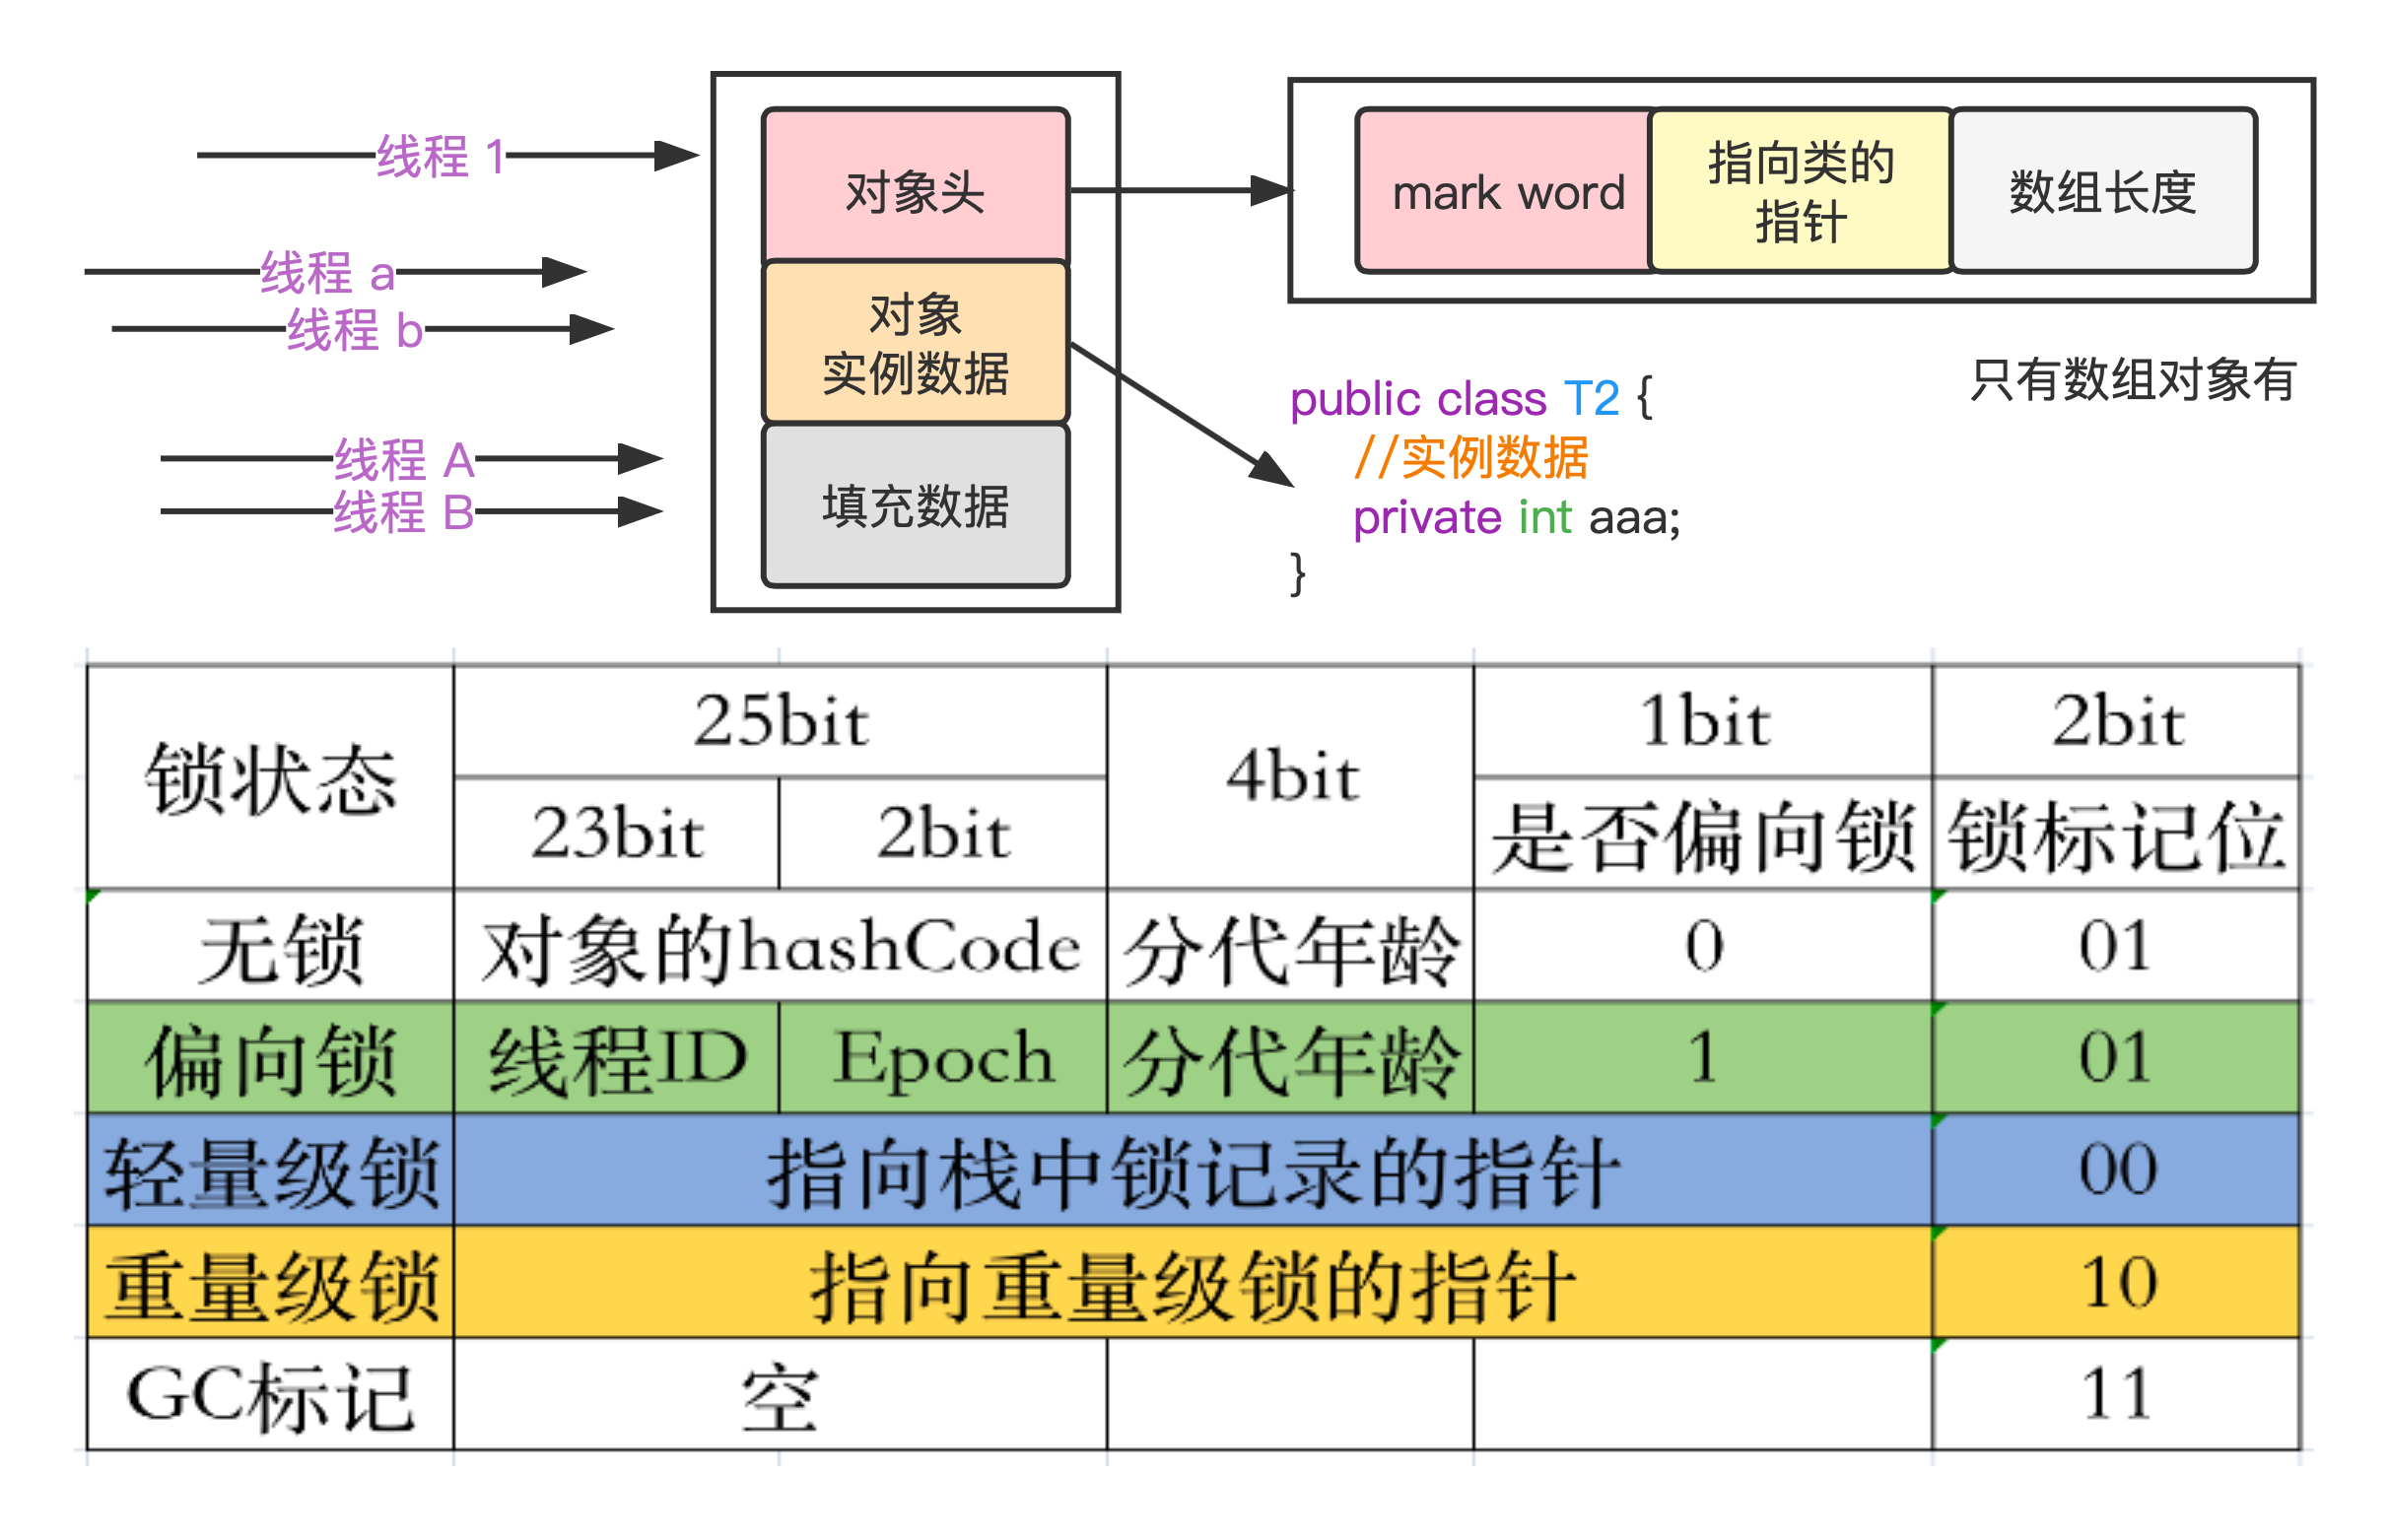 线程 1
线程 a
线程 b
线程 A
线程 B
对象头
对象
实例数据
填充数据
mark word
指向类的
指针
数组长度
只有数组对象有
public class T2 {
//实例数据
private int aaa;
}
锁状态 25bit 4bit 1bit 2bit
23bit 2bit 是否偏向锁 锁标记位
无锁 对象的hashCode 分代年龄 0 01
偏向锁 线程ID Epoch 分代年龄 1 01
轻量级锁 指向栈中锁记录的指针 00
重量级锁 指向重量级锁的指针 10
GC标记 空 11